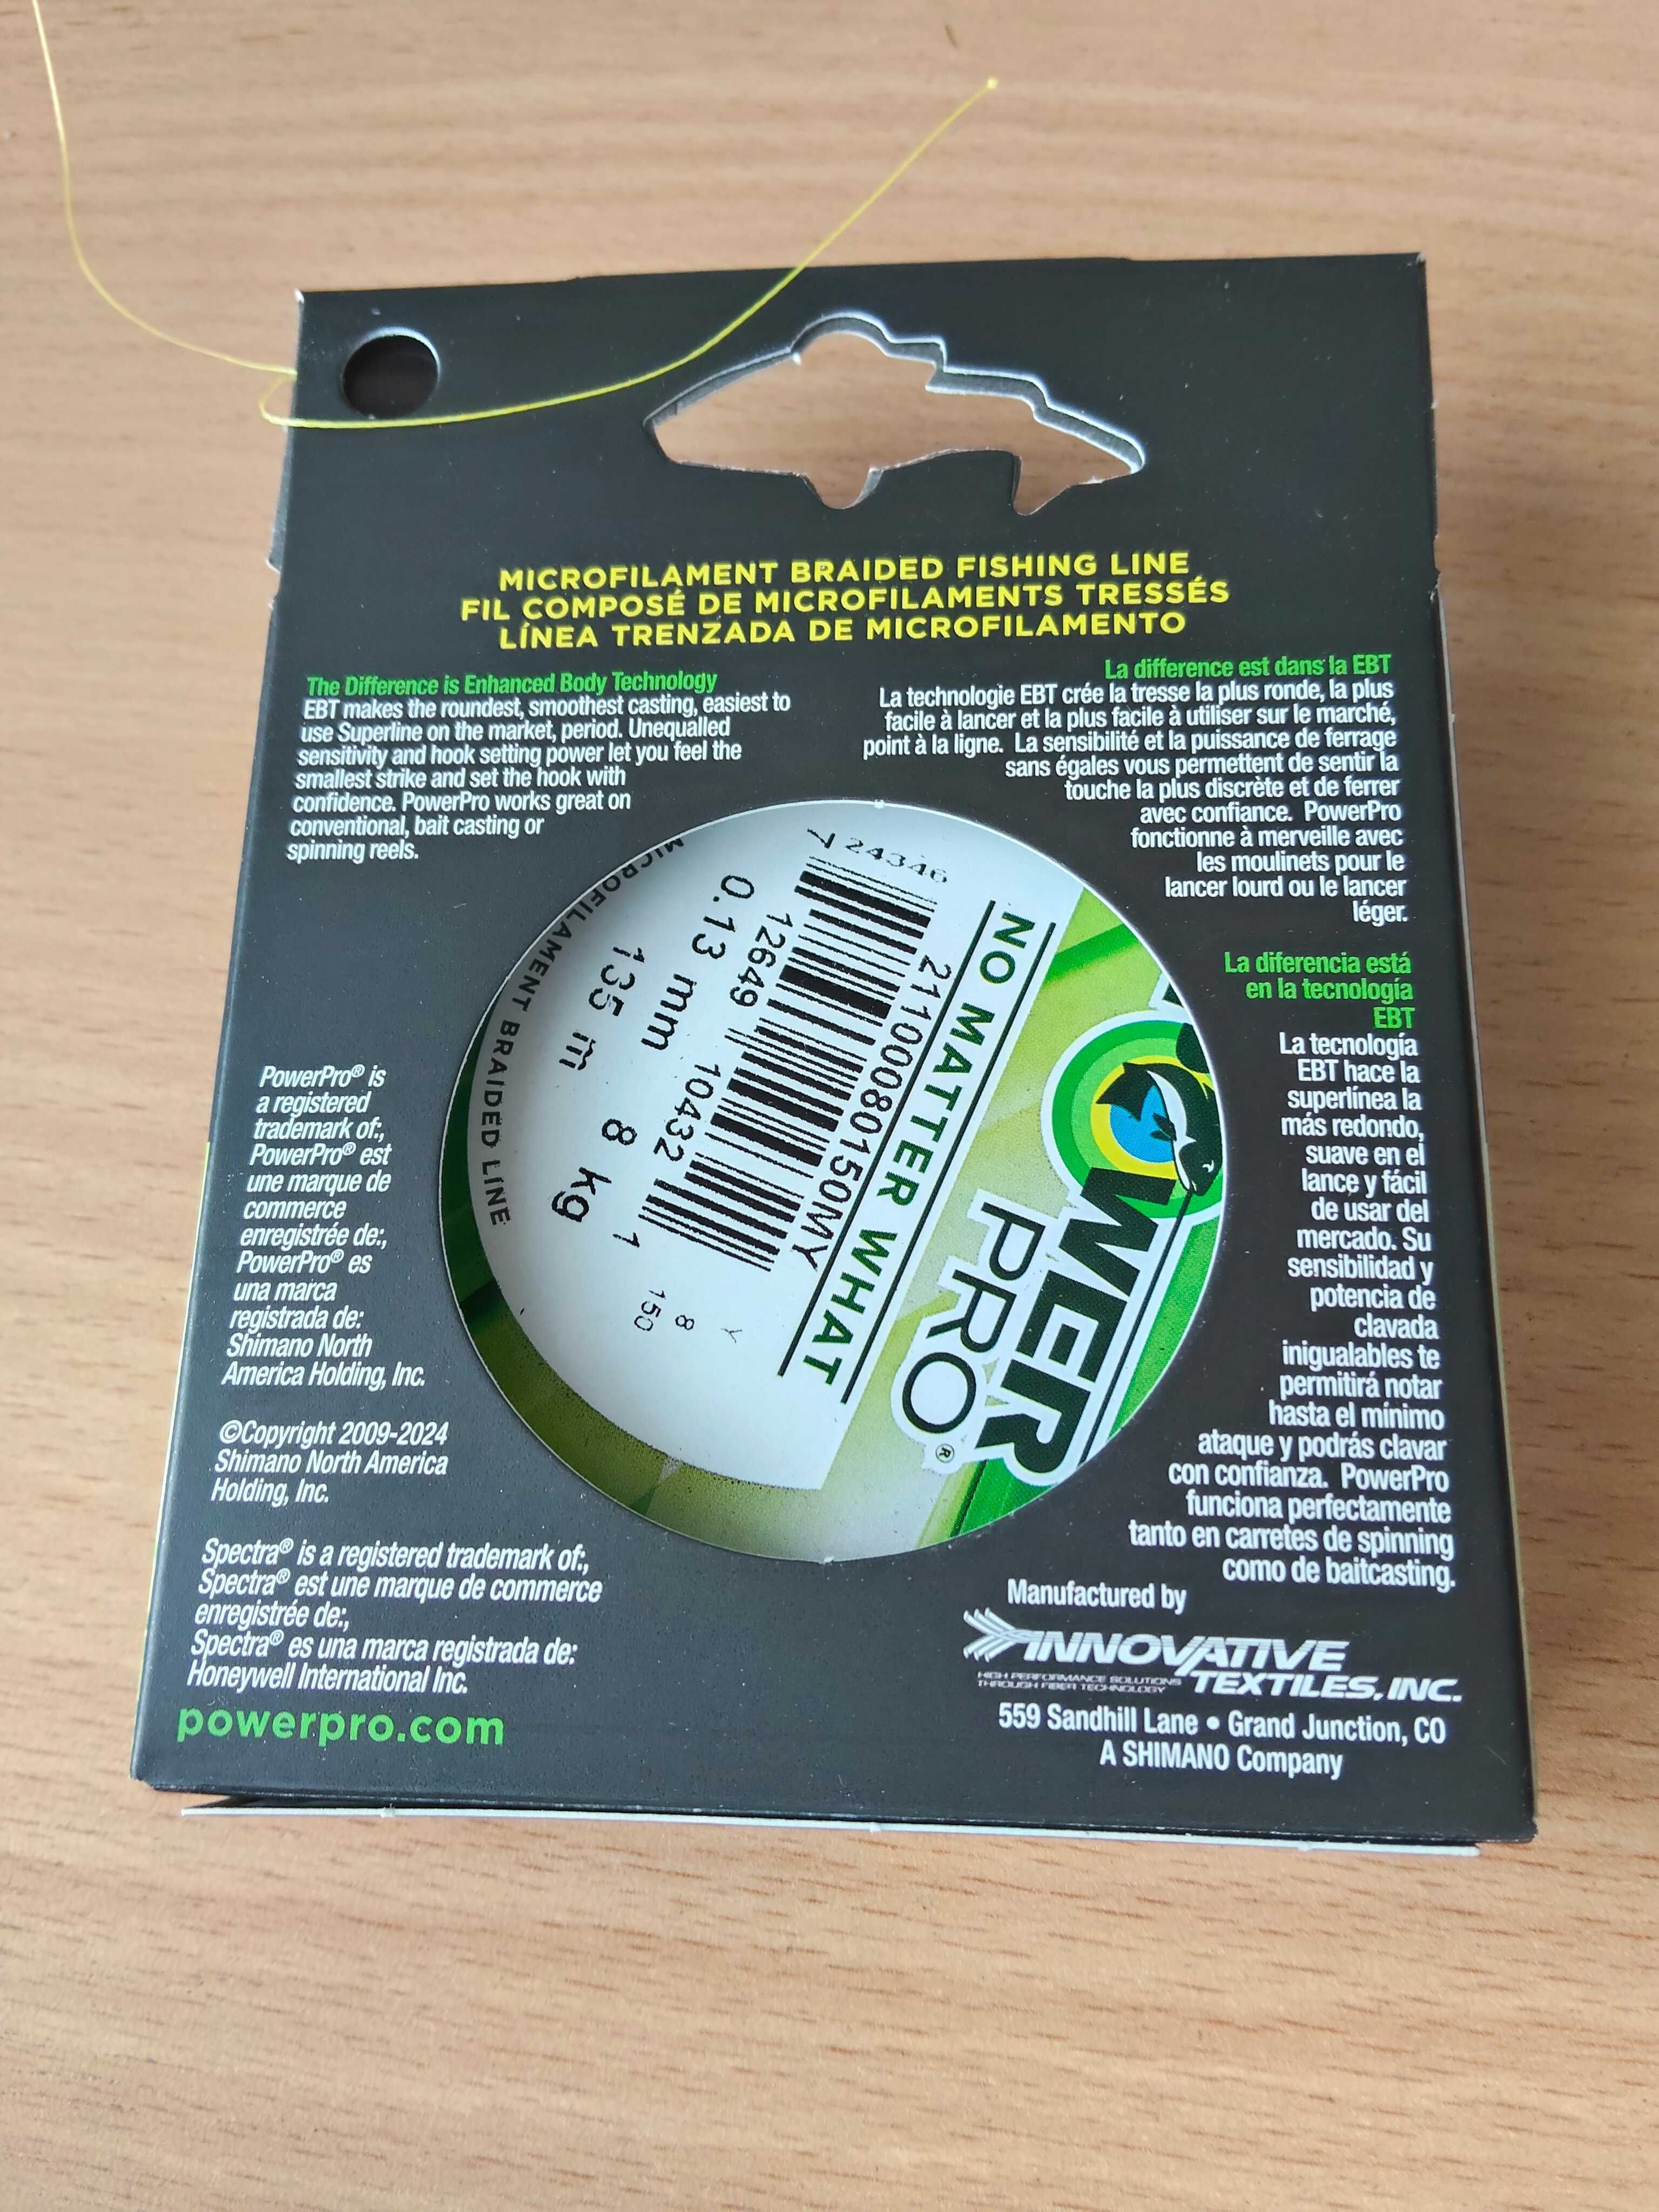 MICROFILAMENT BRAIDED FISHING LINE
FIL COMPOSÉ DE MICROFILAMENTS TRESSÉS
LÍNEA TRENZADA DE MICROFILAMENTO
The Difference is Enhanced Body Technology
EBT makes the roundest, smoothest casting, easiest to
use Superline on the market, period. Unequalled
sensitivity and hook setting power let you feel the
smallest strike and set the hook with
confidence. PowerPro works great on
conventional, bait casting or
spinning reels.
La difference est dans la EBT
La technologie EBT crée la tresse la plus ronde, la plus
facile à lancer et la plus facile à utiliser sur le marché,
point à la ligne. La sensibilité et la puissance de ferrage
sans égales vous permettent de sentir la
touche la plus discrète et de ferrer
avec confiance. PowerPro
fonctionne à merveille avec
les moulinets pour le
lancer lourd ou le lancer
léger.
La diferencia está
en la tecnología
EBT
La tecnología
EBT hace la
superlínea la
más redondo,
suave en el
lance y fácil
de usar del
mercado. Su
sensibilidad y
potencia de
clavada
inigualables te
permitirá notar
hasta el mínimo
ataque y podrás clavar
con confianza. PowerPro
funciona perfectamente
tanto en carretes de spinning
como de baitcasting.
POWER
PRO®
NO MATTER WHAT
21100080150MY
7 24346 12649 10432 1
0.13 mm
135 m 8 kg
Y
8
150
MICROFILAMENT BRAIDED LINE
PowerPro® is
a registered
trademark of:,
PowerPro® est
une marque de
commerce
enregistrée de:,
PowerPro® es
una marca
registrada de:
Shimano North
America Holding, Inc.
©Copyright 2009-2024
Shimano North America
Holding, Inc.
Spectra® is a registered trademark of:,
Spectra® est une marque de commerce
enregistrée de:,
Spectra® es una marca registrada de:
Honeywell International Inc.
powerpro.com
Manufactured by
INNOVATIVE
TEXTILES, INC.
HIGH PERFORMANCE SOLUTIONS
THROUGH FIBER TECHNOLOGY
559 Sandhill Lane • Grand Junction, CO
A SHIMANO Company